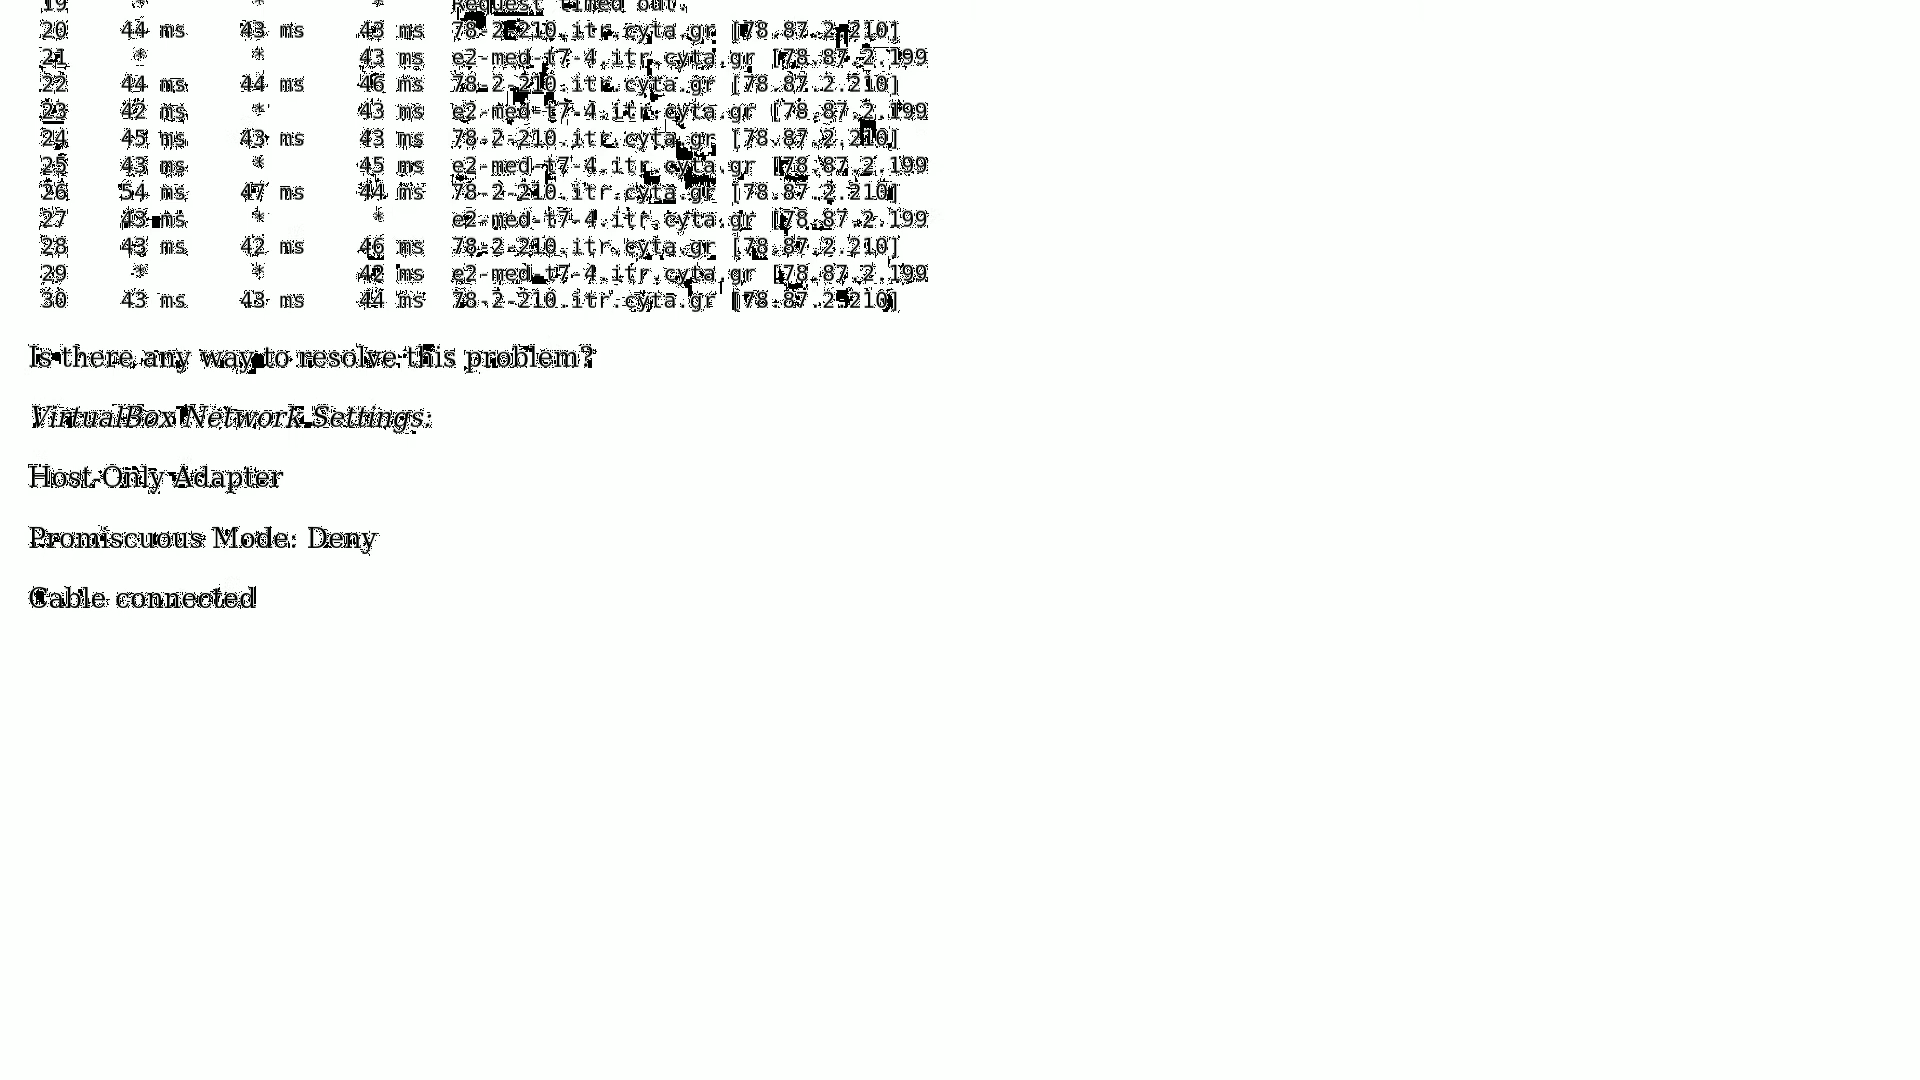 19 * * * Request timed out.
20 44 ms 43 ms 43 ms 78-2-210.itr.cyta.gr [78.87.2.210]
21 * * 43 ms e2-med-t7-4.itr.cyta.gr [78.87.2.199
22 44 ms 44 ms 46 ms 78-2-210.itr.cyta.gr [78.87.2.210]
23 42 ms * 43 ms e2-med-t7-4.itr.cyta.gr [78.87.2.199
24 45 ms 43 ms 43 ms 78-2-210.itr.cyta.gr [78.87.2.210]
25 43 ms * 45 ms e2-med-t7-4.itr.cyta.gr [78.87.2.199
26 54 ms 47 ms 44 ms 78-2-210.itr.cyta.gr [78.87.2.210]
27 43 ms * * e2-med-t7-4.itr.cyta.gr [78.87.2.199
28 43 ms 42 ms 46 ms 78-2-210.itr.cyta.gr [78.87.2.210]
29 * * 42 ms e2-med-t7-4.itr.cyta.gr [78.87.2.199
30 43 ms 43 ms 44 ms 78-2-210.itr.cyta.gr [78.87.2.210]
Is there any way to resolve this problem?
VirtualBox Network Settings:
Host-Only Adapter
Promiscuous Mode: Deny
Cable connected